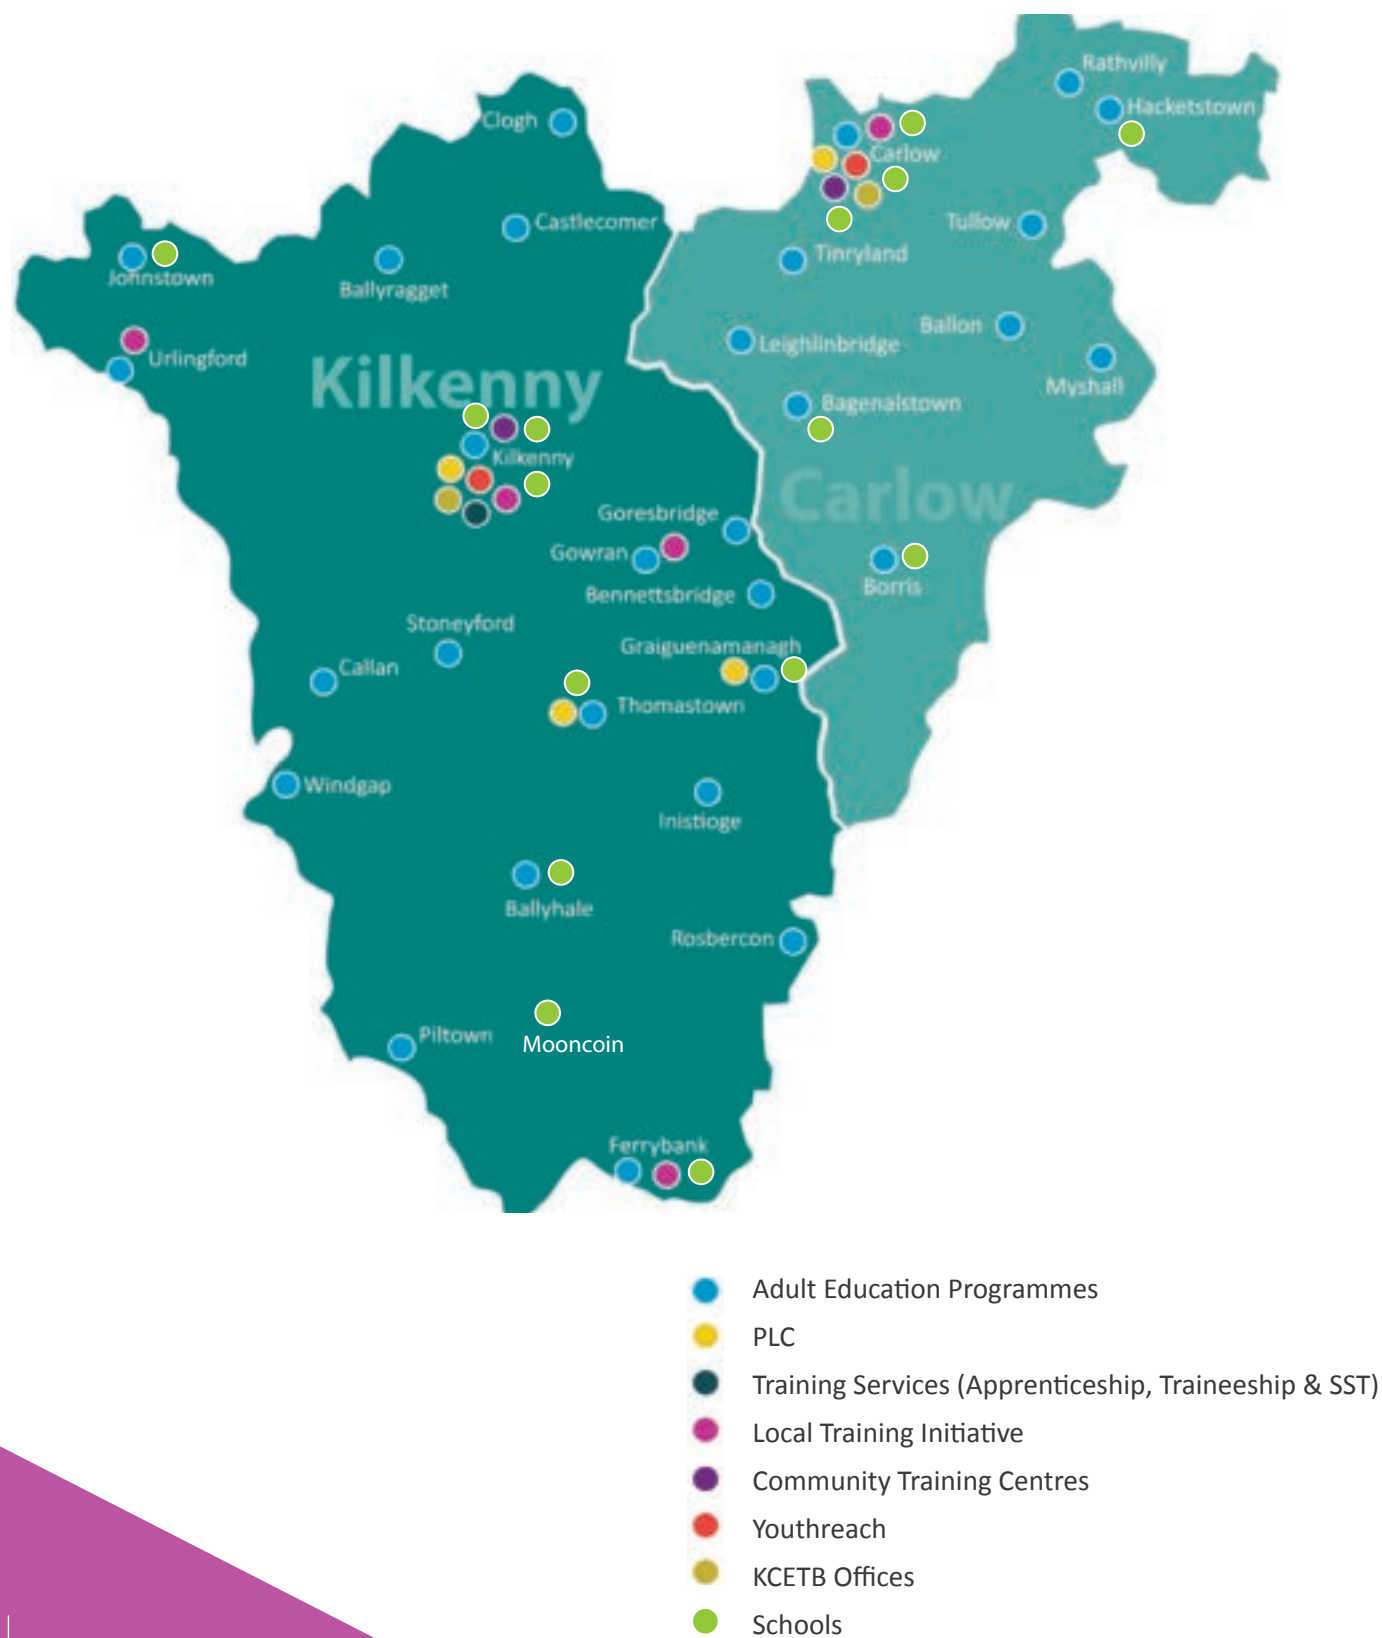 Rathvilly
Hacketstown
Clogh
Carlow
Castlecomer
Tullow
Tinryland
Johnstown
Ballyragget
Ballon
Leighlinbridge
Urlingford
Myshall
Kilkenny
Bagenalstown
Kilkenny
Carlow
Goresbridge
Gowran
Borris
Bennettsbridge
Stoneyford
Graiguenamanagh
Callan
Thomastown
Windgap
Inistioge
Ballyhale
Rosbercon
Piltown
Mooncoin
Ferrybank
Adult Education Programmes
PLC
Training Services (Apprenticeship, Traineeship & SST)
Local Training Initiative
Community Training Centres
Youthreach
KCETB Offices
Schools